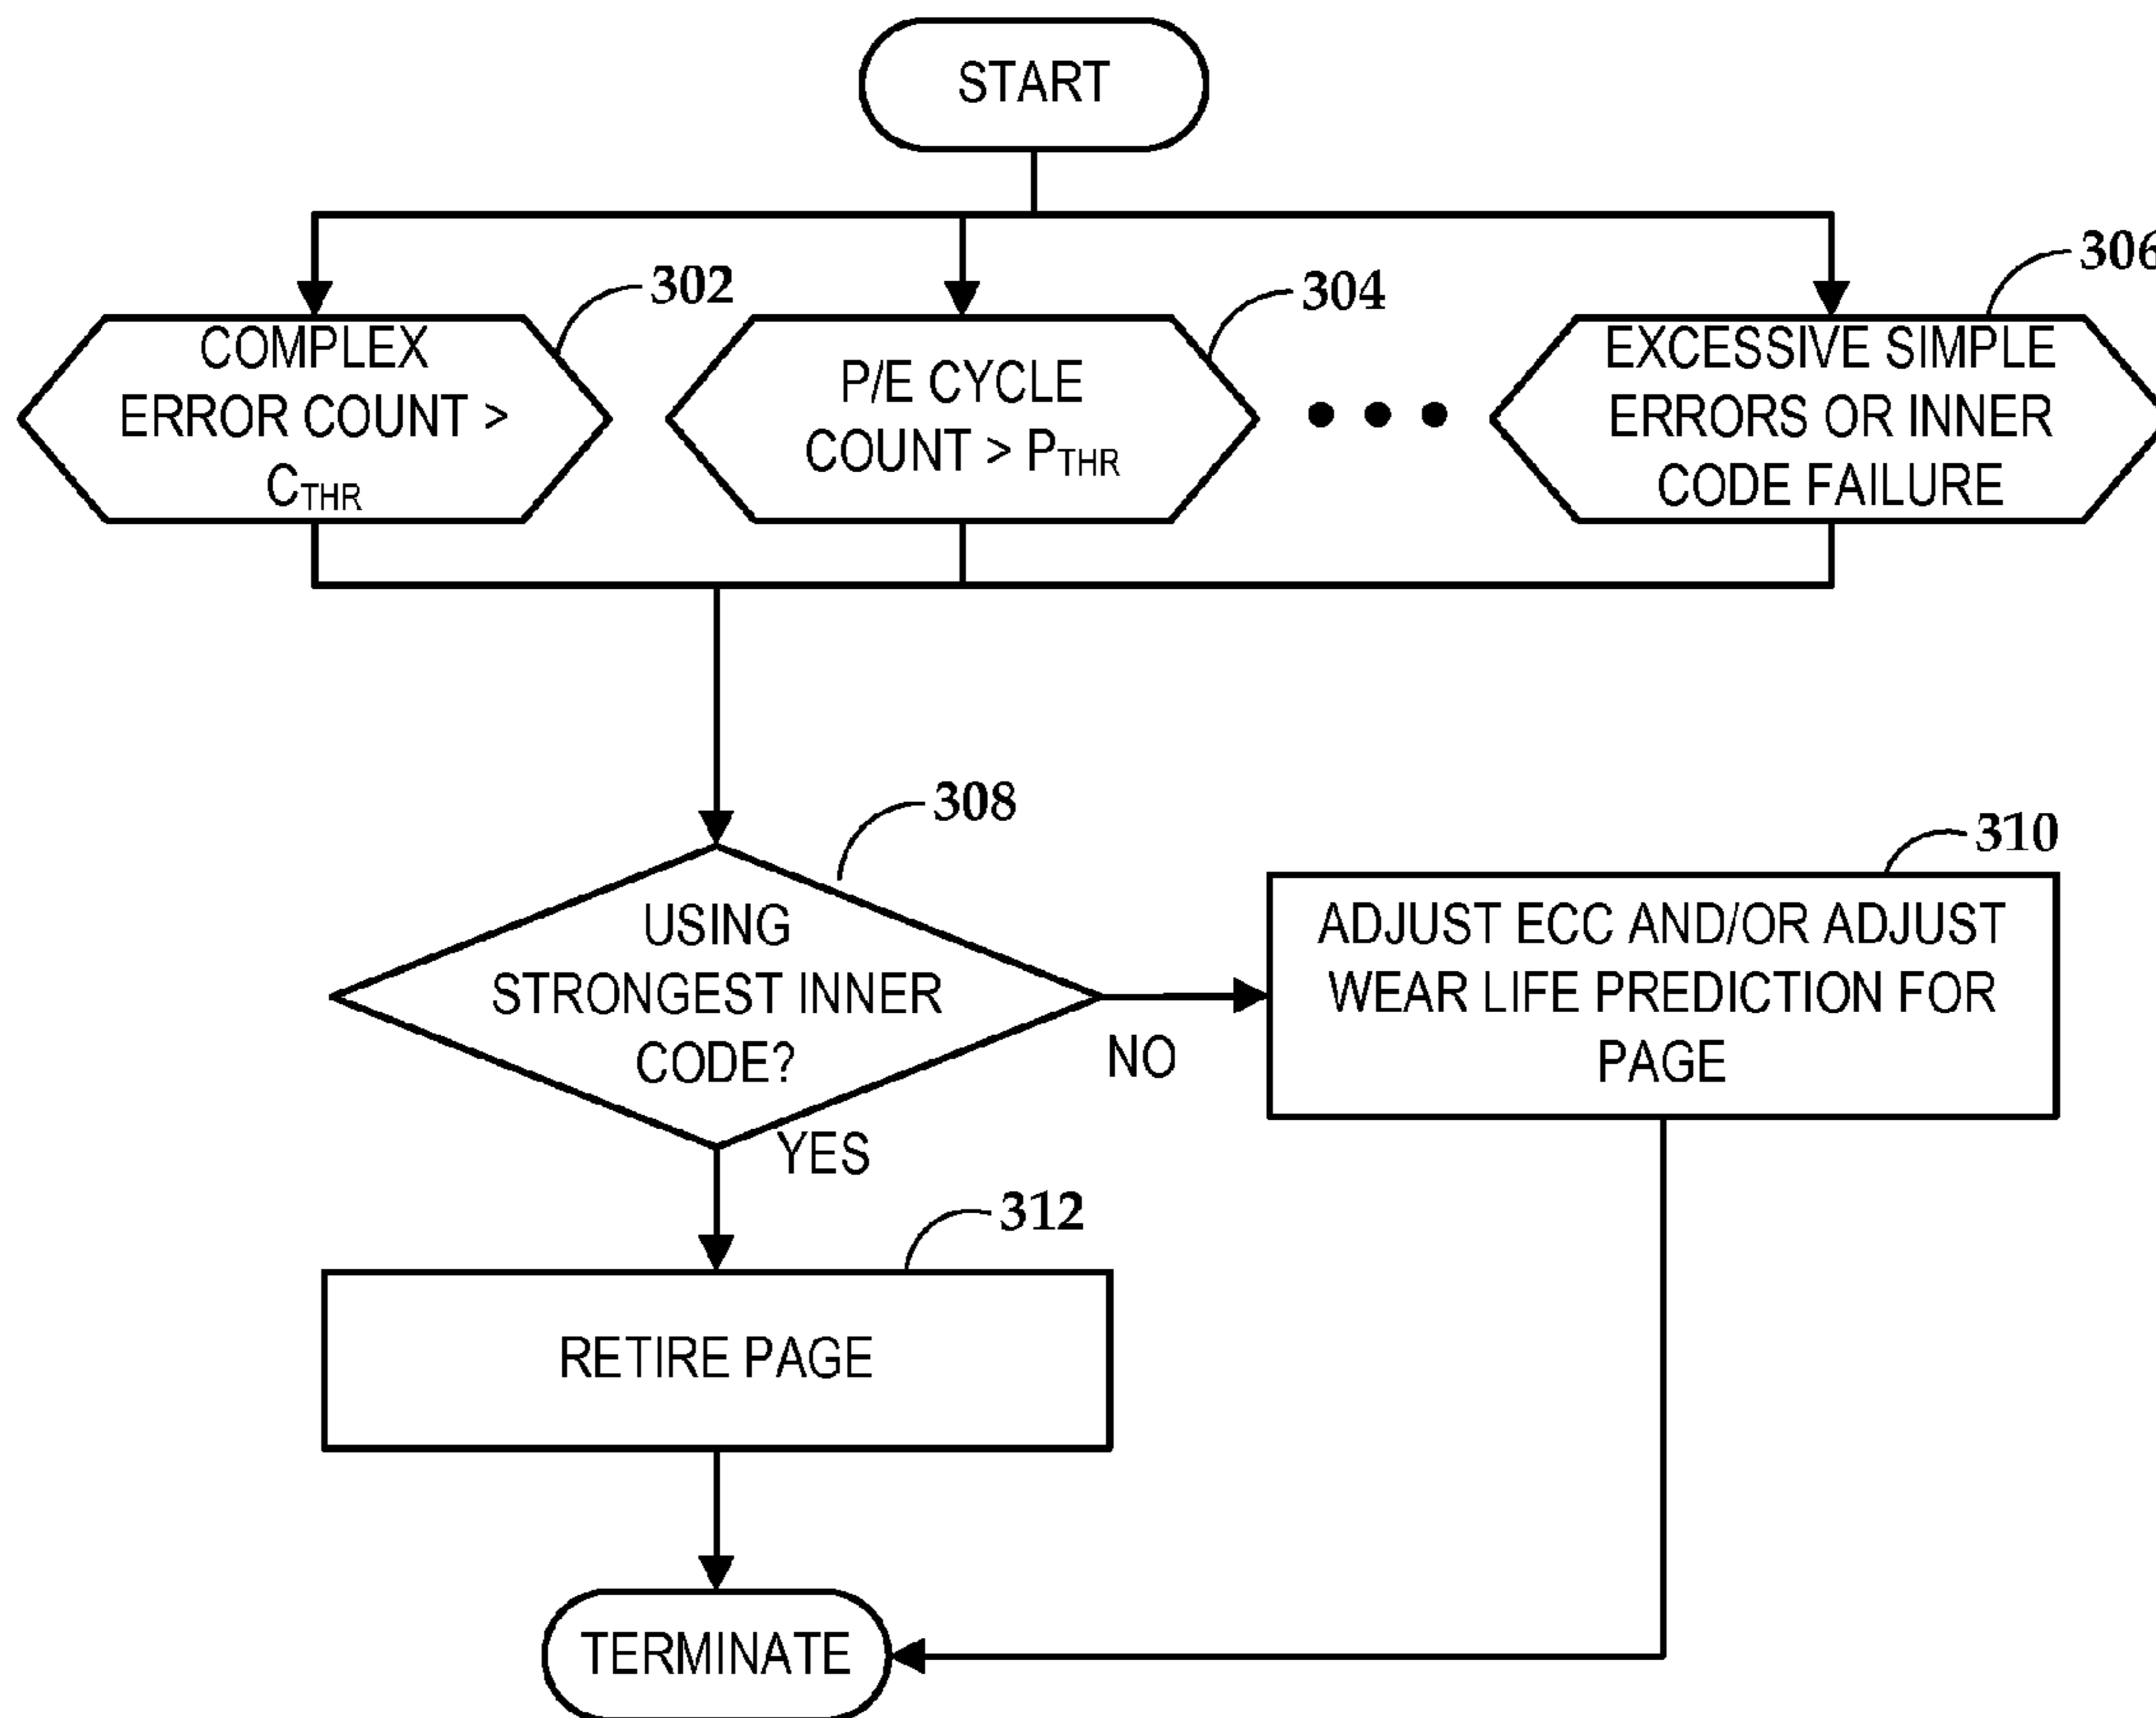 START
302
304
306
COMPLEX
ERROR COUNT >
CTHR
P/E CYCLE
COUNT > PTHR
EXCESSIVE SIMPLE
ERRORS OR INNER
CODE FAILURE
308
USING
STRONGEST INNER
CODE?
NO
YES
310
ADJUST ECC AND/OR ADJUST
WEAR LIFE PREDICTION FOR
PAGE
312
RETIRE PAGE
TERMINATE